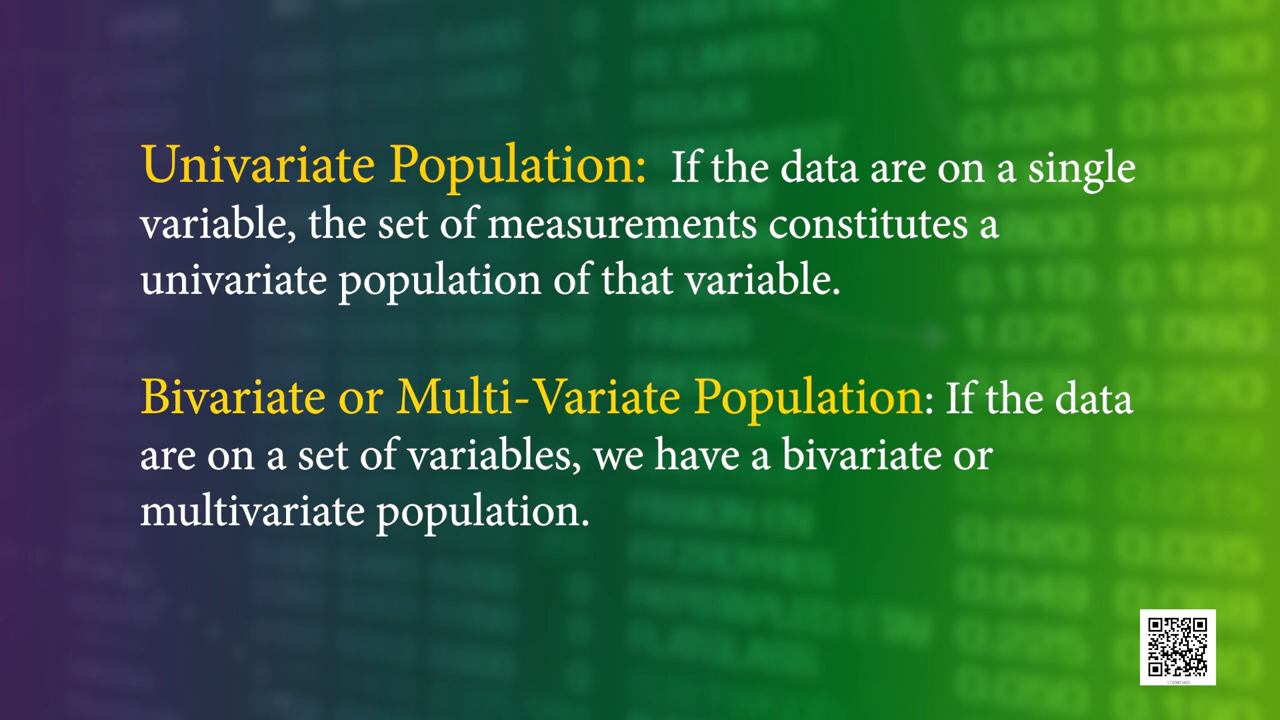 Univariate Population: If the data are on a single
variable, the set of measurements constitutes a
univariate population of that variable.
Bivariate or Multi-Variate Population: If the data
are on a set of variables, we have a bivariate or
multivariate population.